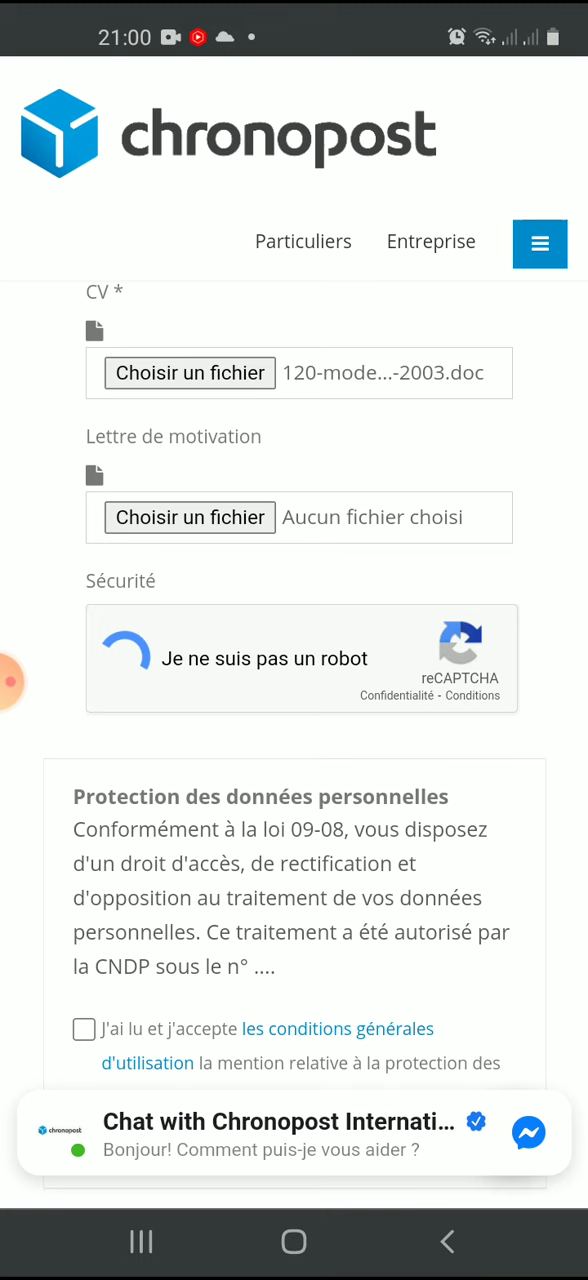 21:00
chronopost
Particuliers Entreprise
CV *
Choisir un fichier 120-mode...-2003.doc
Lettre de motivation
Choisir un fichier Aucun fichier choisi
Sécurité
Je ne suis pas un robot
reCAPTCHA
Confidentialité - Conditions
Protection des données personnelles
Conformément à la loi 09-08, vous disposez
d'un droit d'accès, de rectification et
d'opposition au traitement de vos données
personnelles. Ce traitement a été autorisé par
la CNDP sous le n° ....
J'ai lu et j'accepte les conditions générales
d'utilisation la mention relative à la protection des
chronopost
Chat with Chronopost Internati...
Bonjour! Comment puis-je vous aider ?